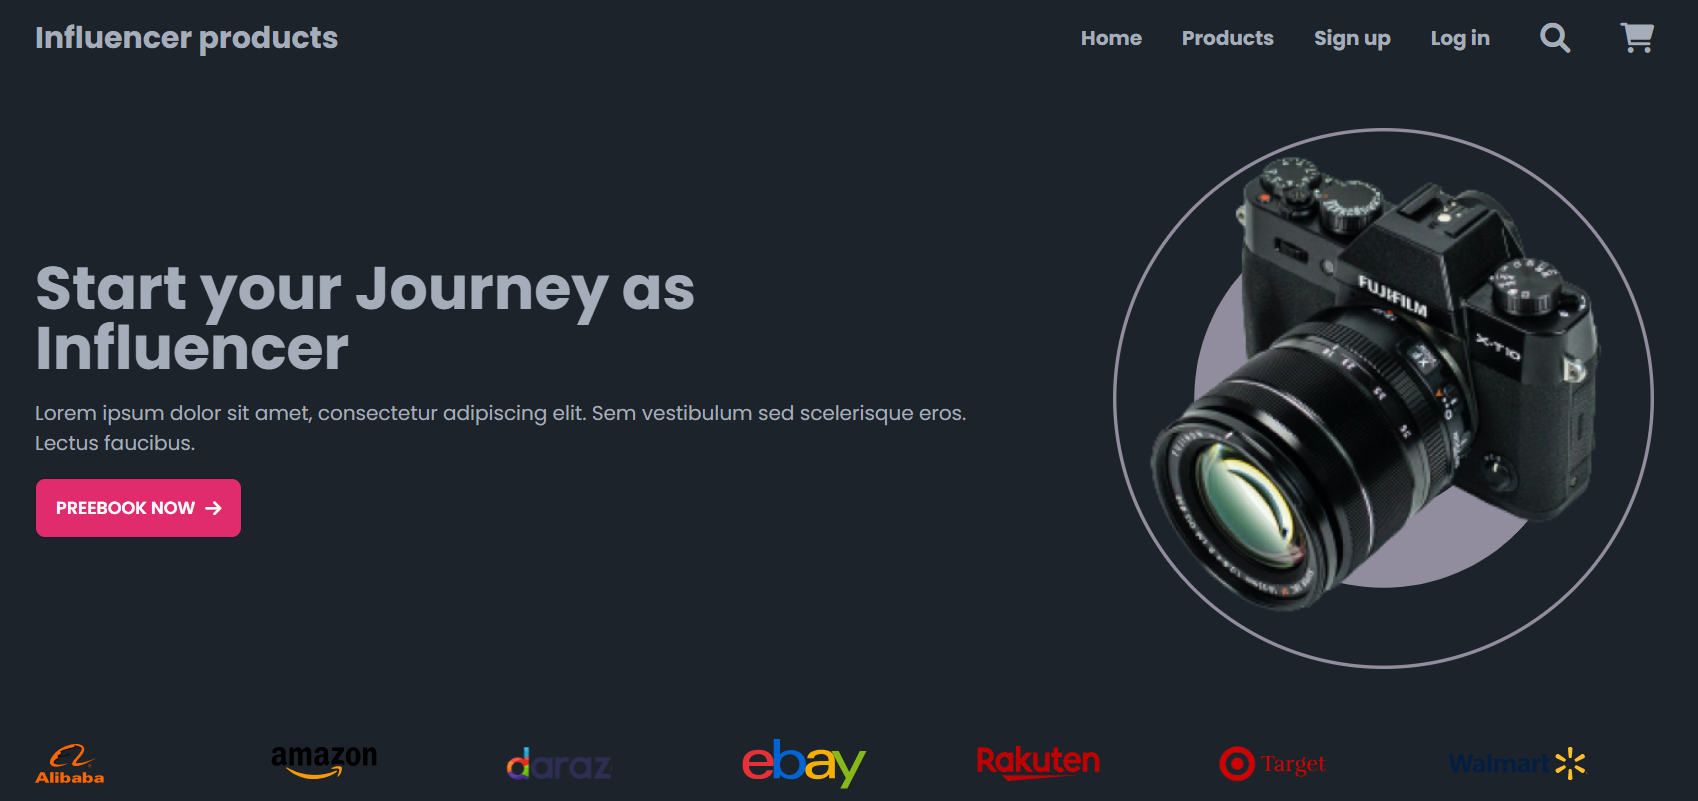 Influencer products
Home Products Sign up Log in
Start your Journey as
Influencer
Lorem ipsum dolor sit amet, consectetur adipiscing elit. Sem vestibulum sed scelerisque eros.
Lectus faucibus.
PREEBOOK NOW
FUJIFILM
X-T10
Alibaba
amazon
daraz
ebay
Rakuten
Target
Walmart